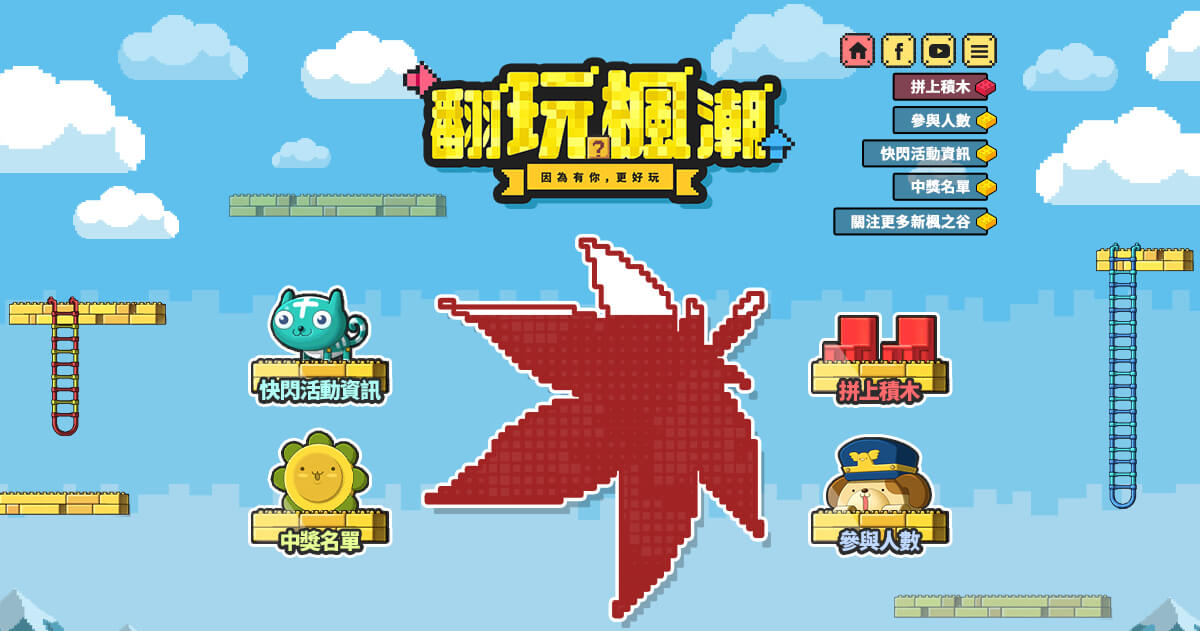 翻玩楓潮
?
因為有你，更好玩
f
拼上積木
參與人數
快閃活動資訊
中獎名單
關注更多新楓之谷
快閃活動資訊
拼上積木
中獎名單
參與人數